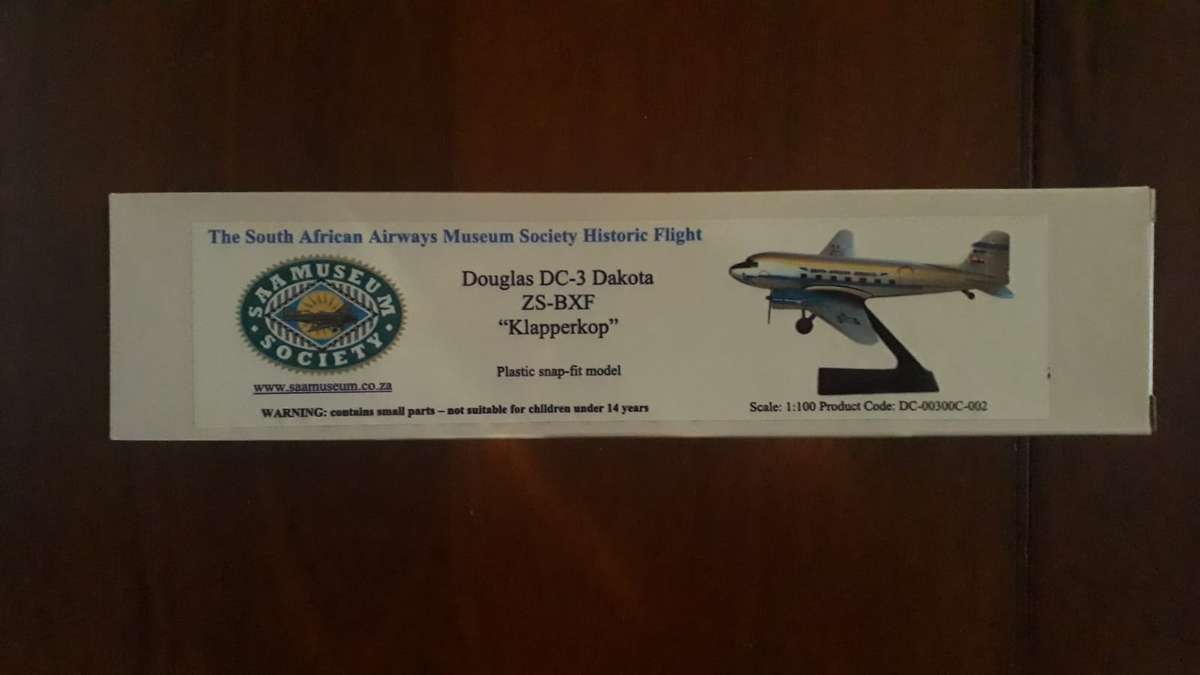 The South African Airways Museum Society Historic Flight
SAA MUSEUM
• SOCIETY •
www.saamuseum.co.za
Douglas DC-3 Dakota
ZS-BXF
“Klapperkop”
Plastic snap-fit model
WARNING: contains small parts – not suitable for children under 14 years
Scale: 1:100 Product Code: DC-00300C-002